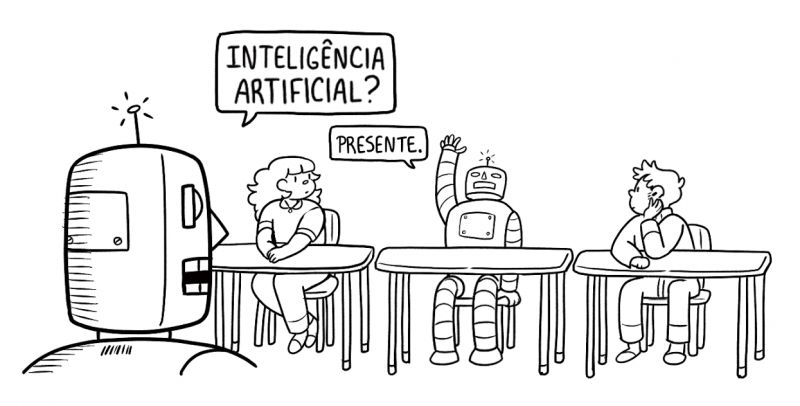 INTELIGÊNCIA
ARTIFICIAL?
PRESENTE.